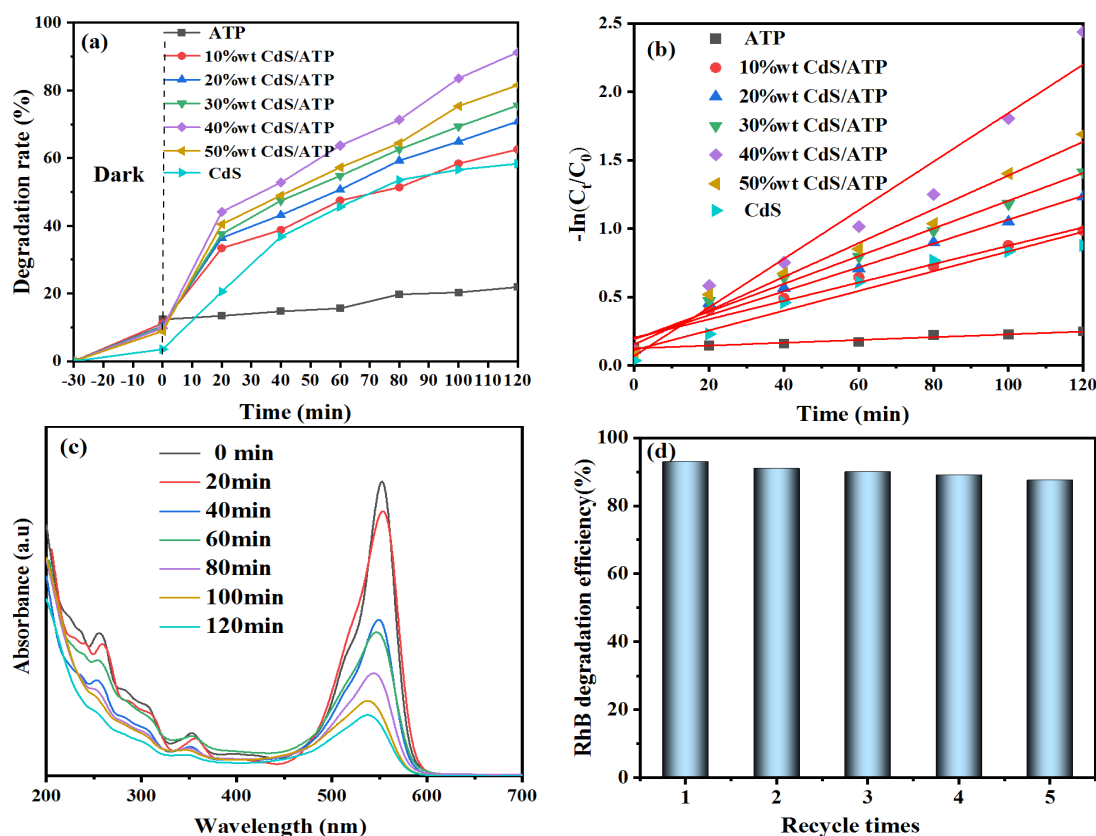 (a)
ATP
10%wt CdS/ATP
20%wt CdS/ATP
30%wt CdS/ATP
40%wt CdS/ATP
50%wt CdS/ATP
CdS
Dark
Degradation rate (%)
100
80
60
40
20
0
-30 -20 -10 0 10 20 30 40 50 60 70 80 90 100 110 120
Time (min)
(b)
ATP
10%wt CdS/ATP
20%wt CdS/ATP
30%wt CdS/ATP
40%wt CdS/ATP
50%wt CdS/ATP
CdS
-In(Ct/C0)
2.5
2.0
1.5
1.0
0.5
0.0
0 20 40 60 80 100 120
Time (min)
(c)
0 min
20min
40min
60min
80min
100min
120min
Absorbance (a.u)
200 300 400 500 600 700
Wavelength (nm)
(d)
RhB degradation efficiency(%)
100
80
60
40
20
0
1 2 3 4 5
Recycle times